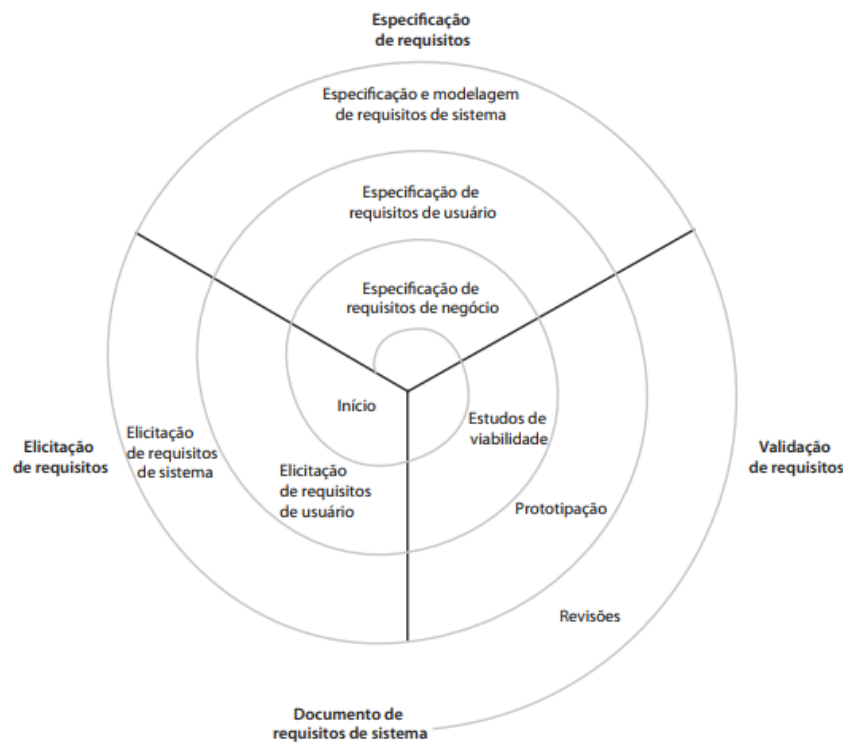 Especificação
de requisitos
Especificação e modelagem
de requisitos de sistema
Especificação de
requisitos de usuário
Especificação de
requisitos de negócio
Início
Estudos de
viabilidade
Elicitação
de requisitos
Elicitação
de requisitos
de sistema
Elicitação
de requisitos
de usuário
Validação
de requisitos
Prototipação
Revisões
Documento de
requisitos de sistema